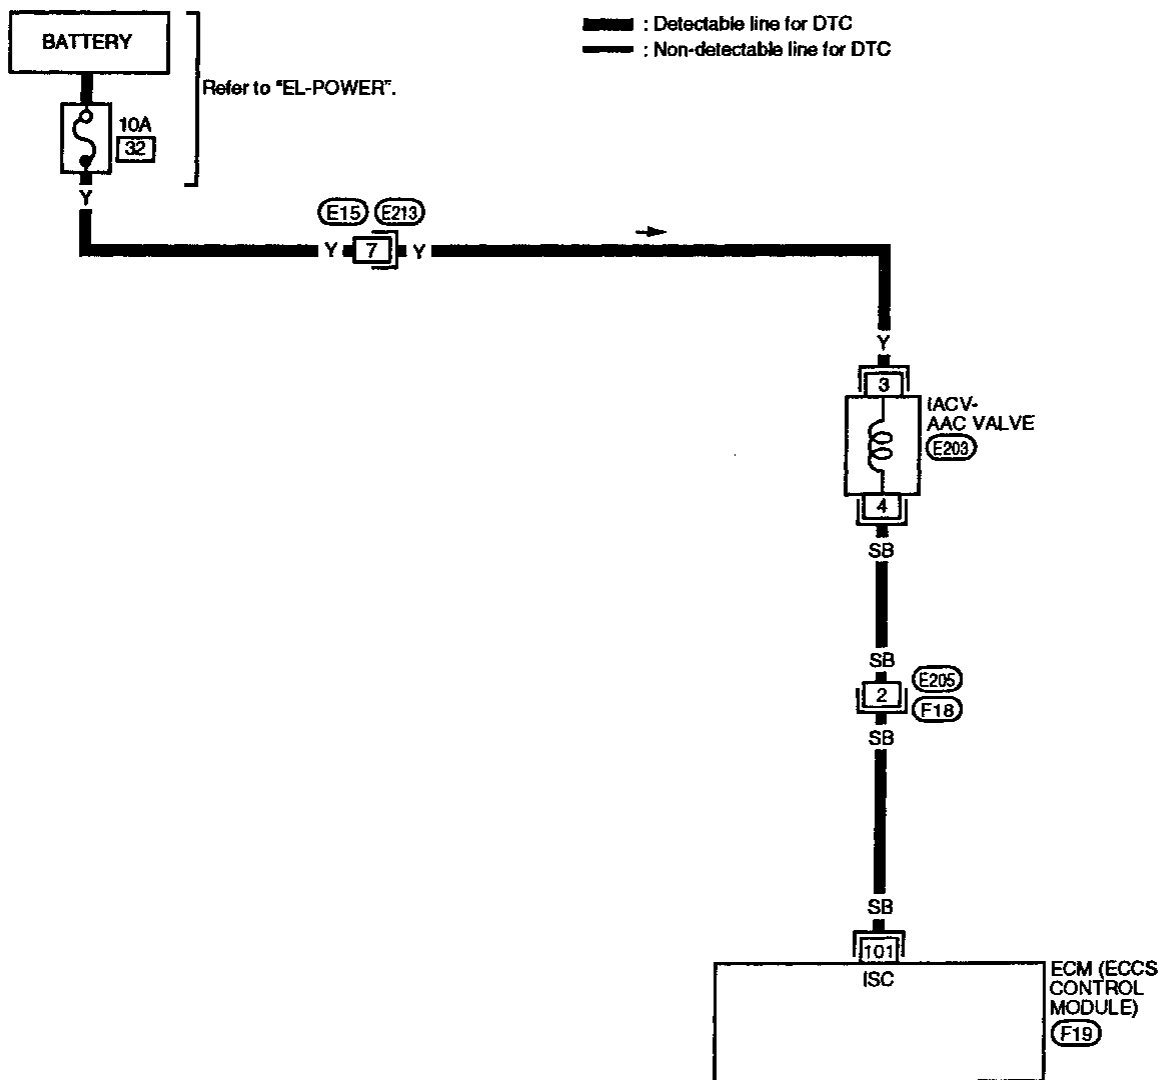 BATTERY
: Detectable line for DTC
: Non-detectable line for DTC
Refer to "EL-POWER".
10A
32
Y
E15 E213
Y 7 Y
Y
3
IACV-
AAC VALVE
E203
4
SB
SB
E205
2
F18
SB
SB
101
ISC
ECM (ECCS
CONTROL
MODULE)
F19